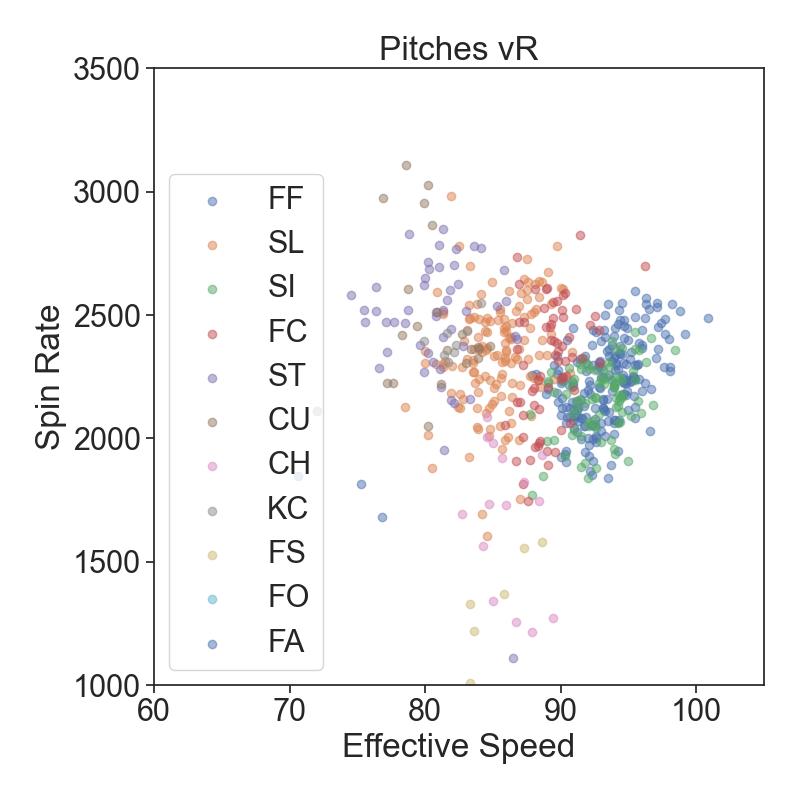 Pitches vR
3500
3000
2500
2000
1500
1000
Spin Rate
FF
SL
SI
FC
ST
CU
CH
KC
FS
FO
FA
60 70 80 90 100
Effective Speed